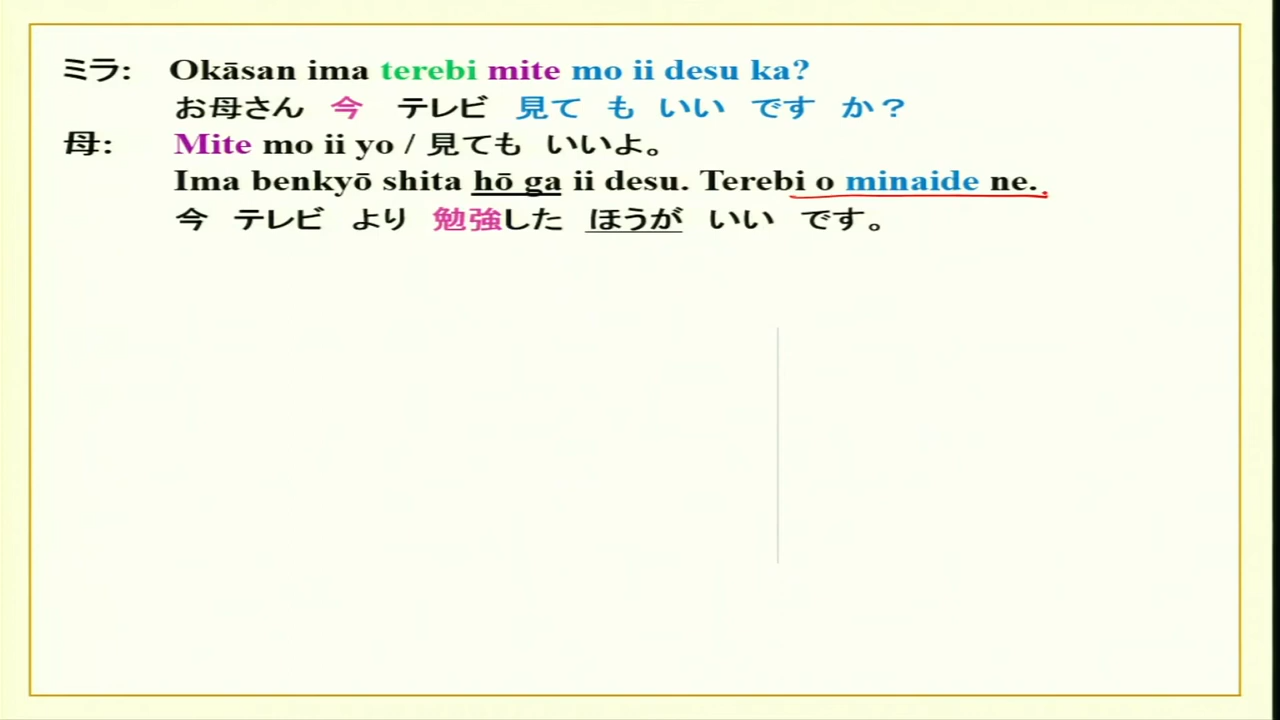 ミラ: Okāsan ima terebi mite mo ii desu ka?
お母さん 今 テレビ 見て も いい です か？
母: Mite mo ii yo / 見ても いいよ。
Ima benkyō shita hō ga ii desu. Terebi o minaide ne.
今 テレビ より 勉強した ほうが いい です。